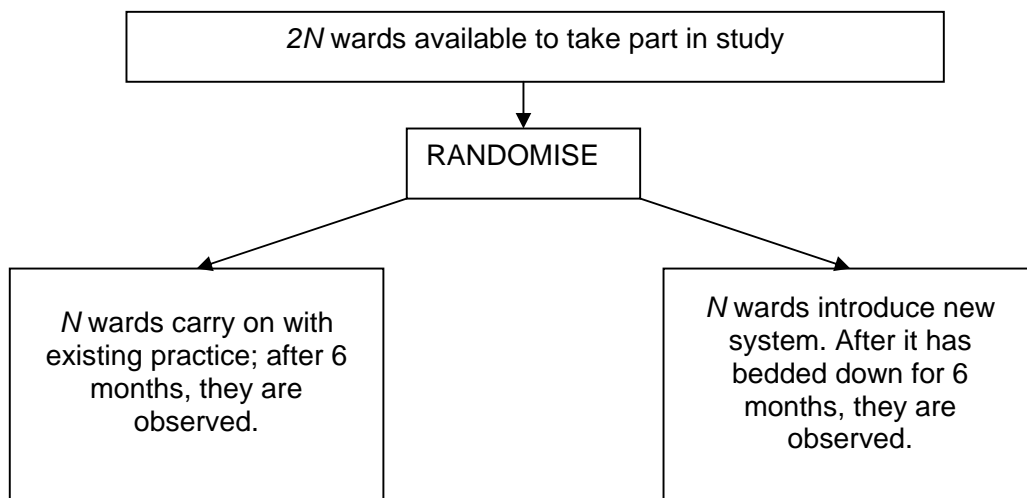 2N wards available to take part in study
RANDOMISE
N wards carry on with
existing practice; after 6
months, they are
observed.
N wards introduce new
system. After it has
bedded down for 6
months, they are
observed.